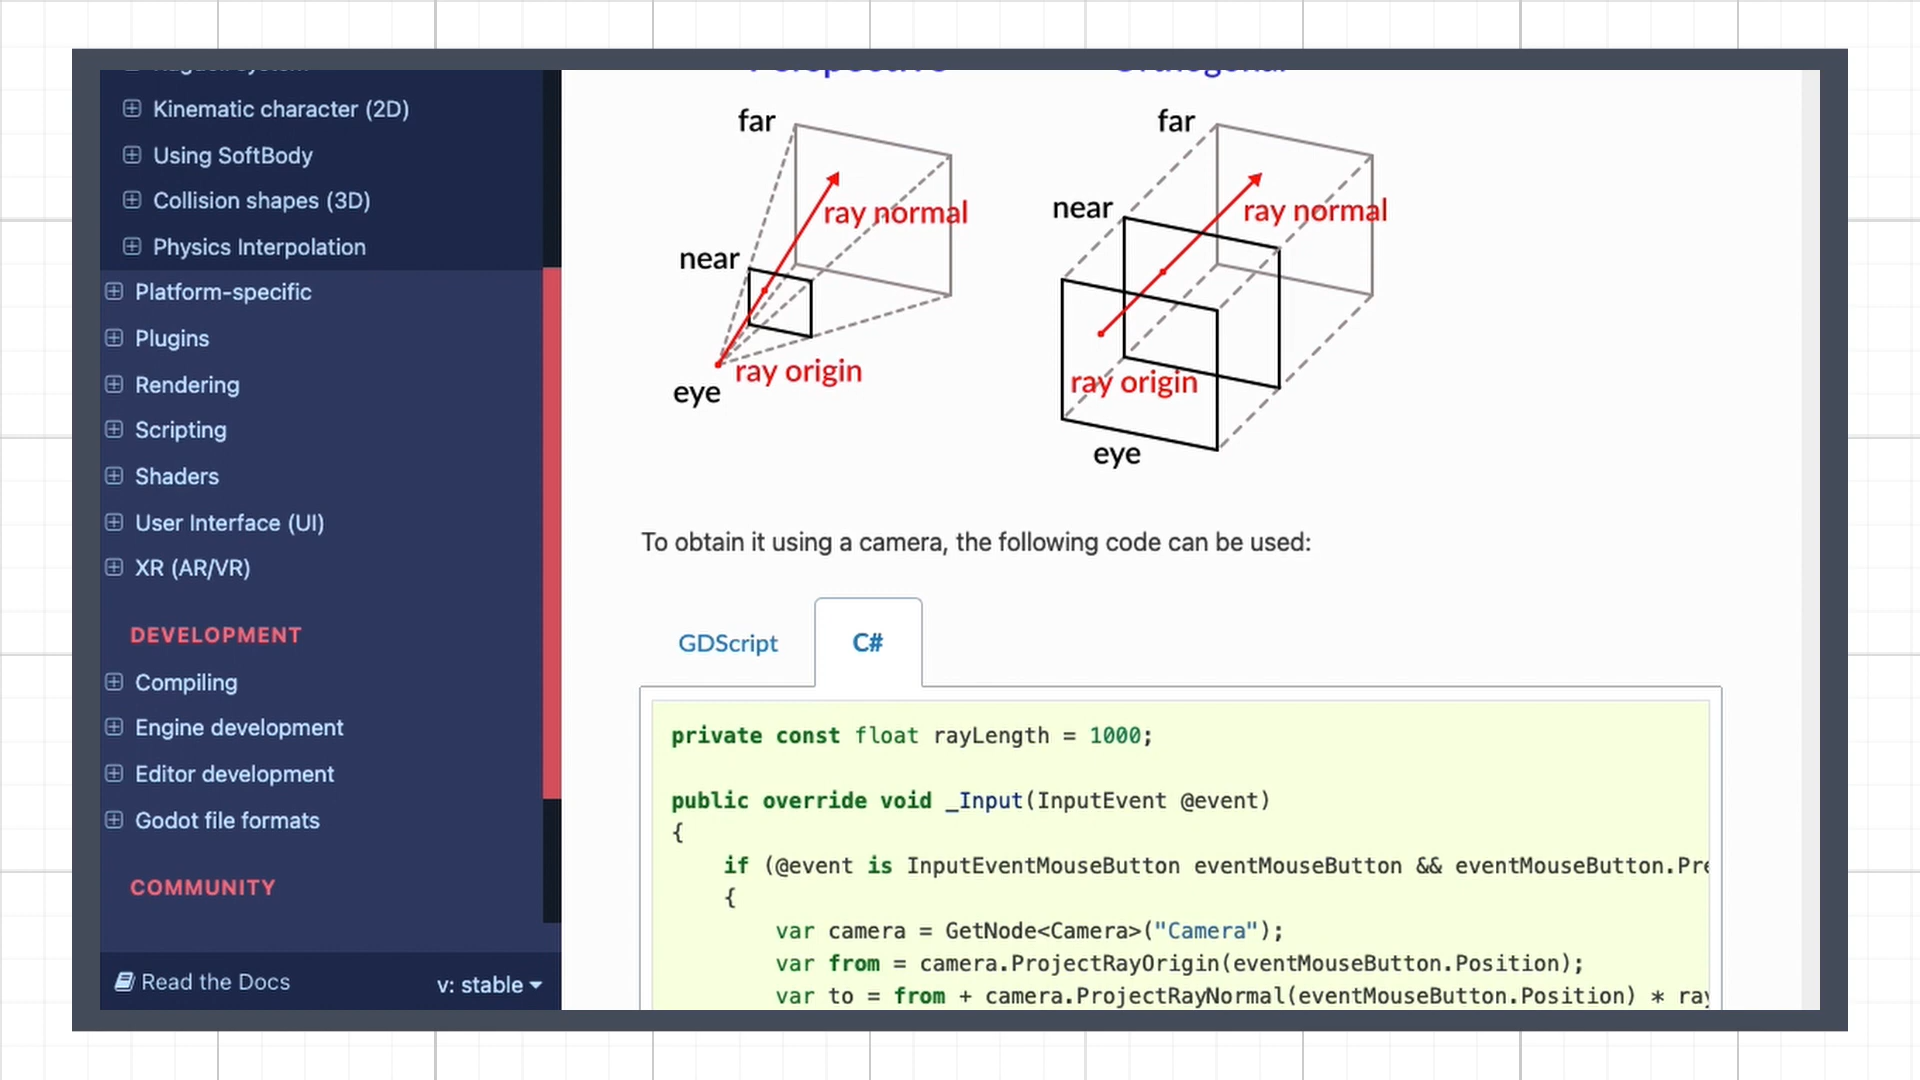 Kinematic character (2D)
Using SoftBody
Collision shapes (3D)
Physics Interpolation
Platform-specific
Plugins
Rendering
Scripting
Shaders
User Interface (UI)
XR (AR/VR)
DEVELOPMENT
Compiling
Engine development
Editor development
Godot file formats
COMMUNITY
Read the Docs
v: stable
Perspective
Orthogonal
far
ray normal
near
ray origin
eye
far
near
ray normal
ray origin
eye
To obtain it using a camera, the following code can be used:
GDScript
C#
private const float rayLength = 1000;
public override void _Input(InputEvent @event)
{
if (@event is InputEventMouseButton eventMouseButton && eventMouseButton.Pre
{
var camera = GetNode<Camera>("Camera");
var from = camera.ProjectRayOrigin(eventMouseButton.Position);
var to = from + camera.ProjectRayNormal(eventMouseButton.Position) * ray